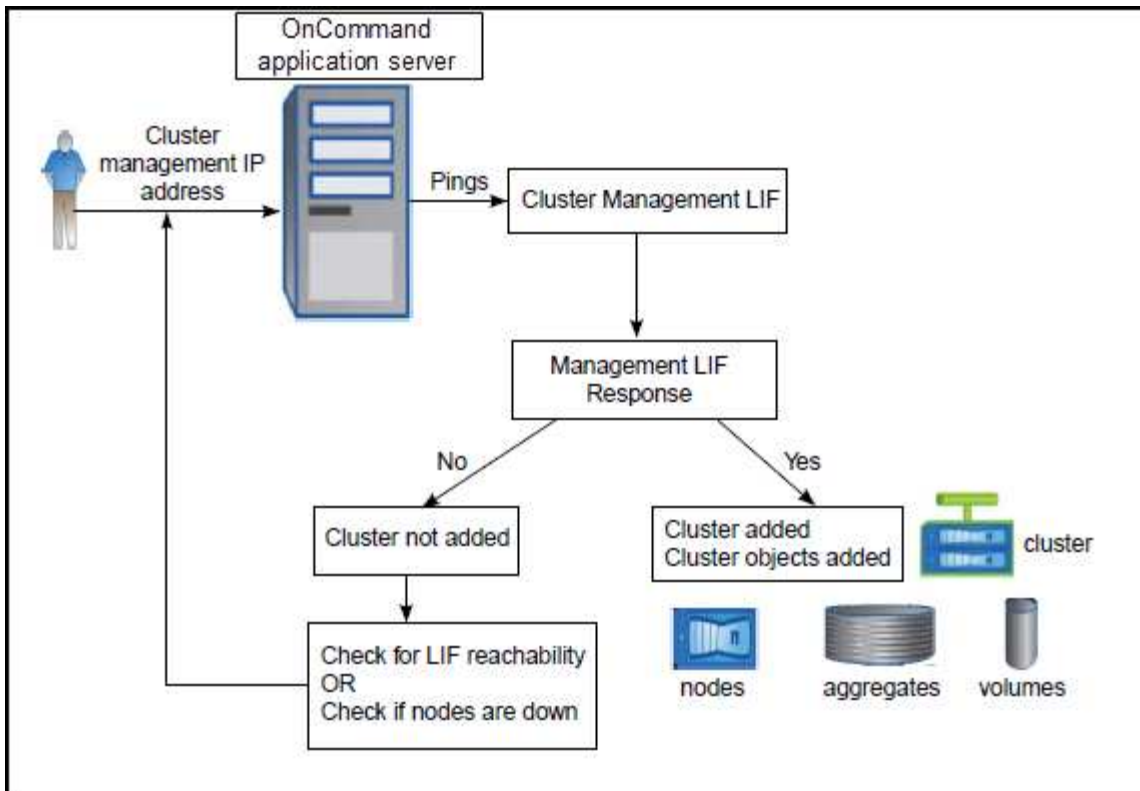 OnCommand
application server
Cluster
management IP
address
Pings
Cluster Management LIF
Management LIF
Response
No
Yes
Cluster not added
Cluster added
Cluster objects added
cluster
Check for LIF reachability
OR
Check if nodes are down
nodes
aggregates
volumes